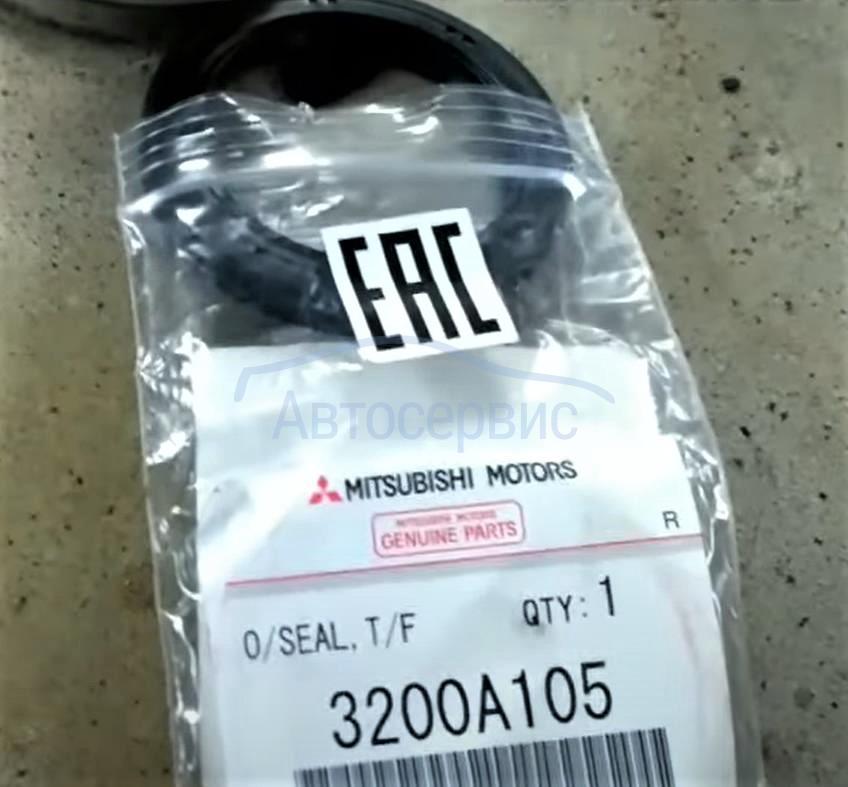 EAC
Автосервис
MITSUBISHI MOTORS
MITSUBISHI MOTORS
GENUINE PARTS
R
O/SEAL, T/F QTY: 1
3200A105